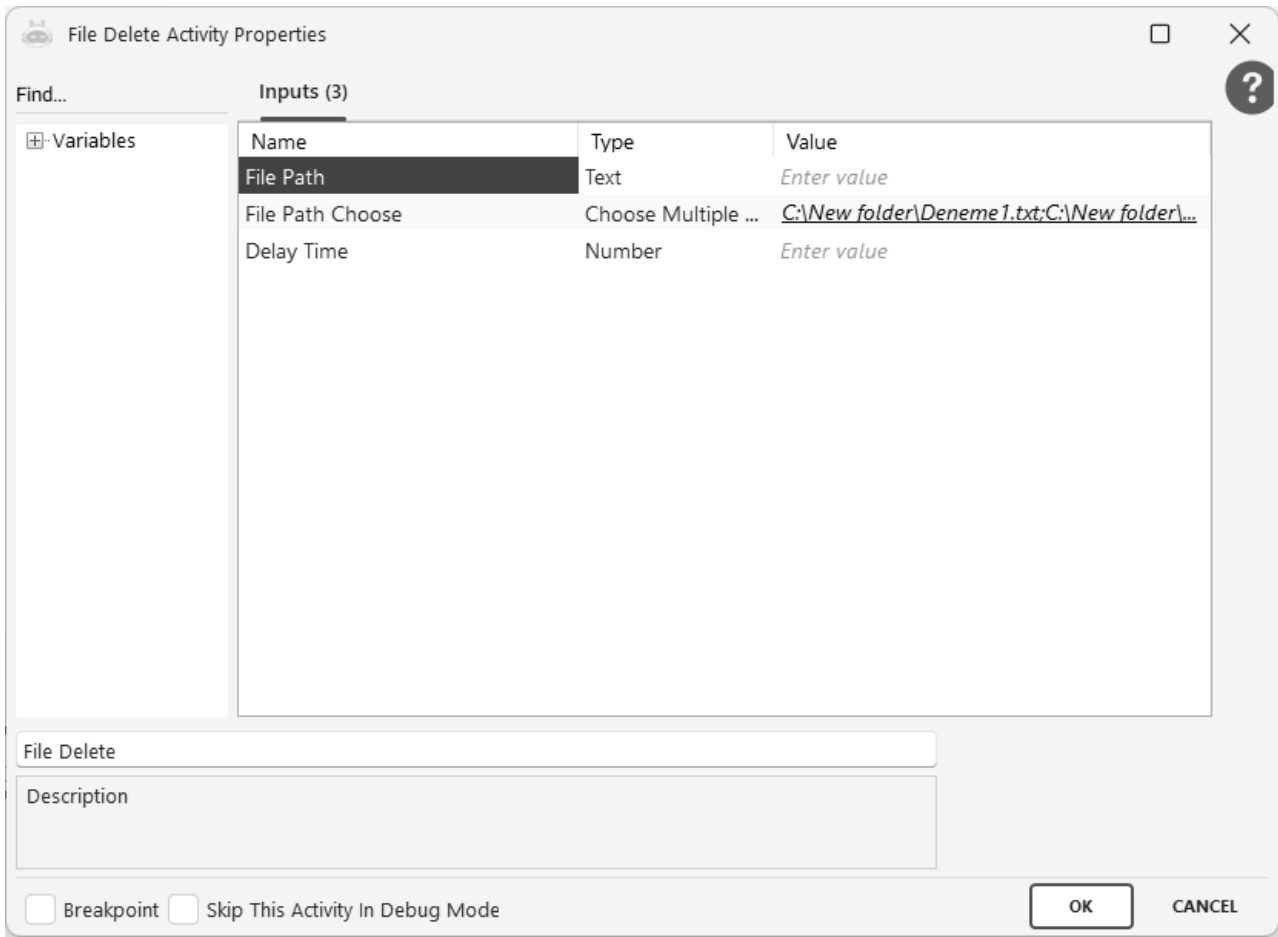 File Delete Activity Properties
Find...
Inputs (3)
Variables
Name Type Value
File Path Text Enter value
File Path Choose Choose Multiple ... C:\New folder\Deneme1.txt;C:\New folder\...
Delay Time Number Enter value
File Delete
Description
Breakpoint Skip This Activity In Debug Mode OK CANCEL
?